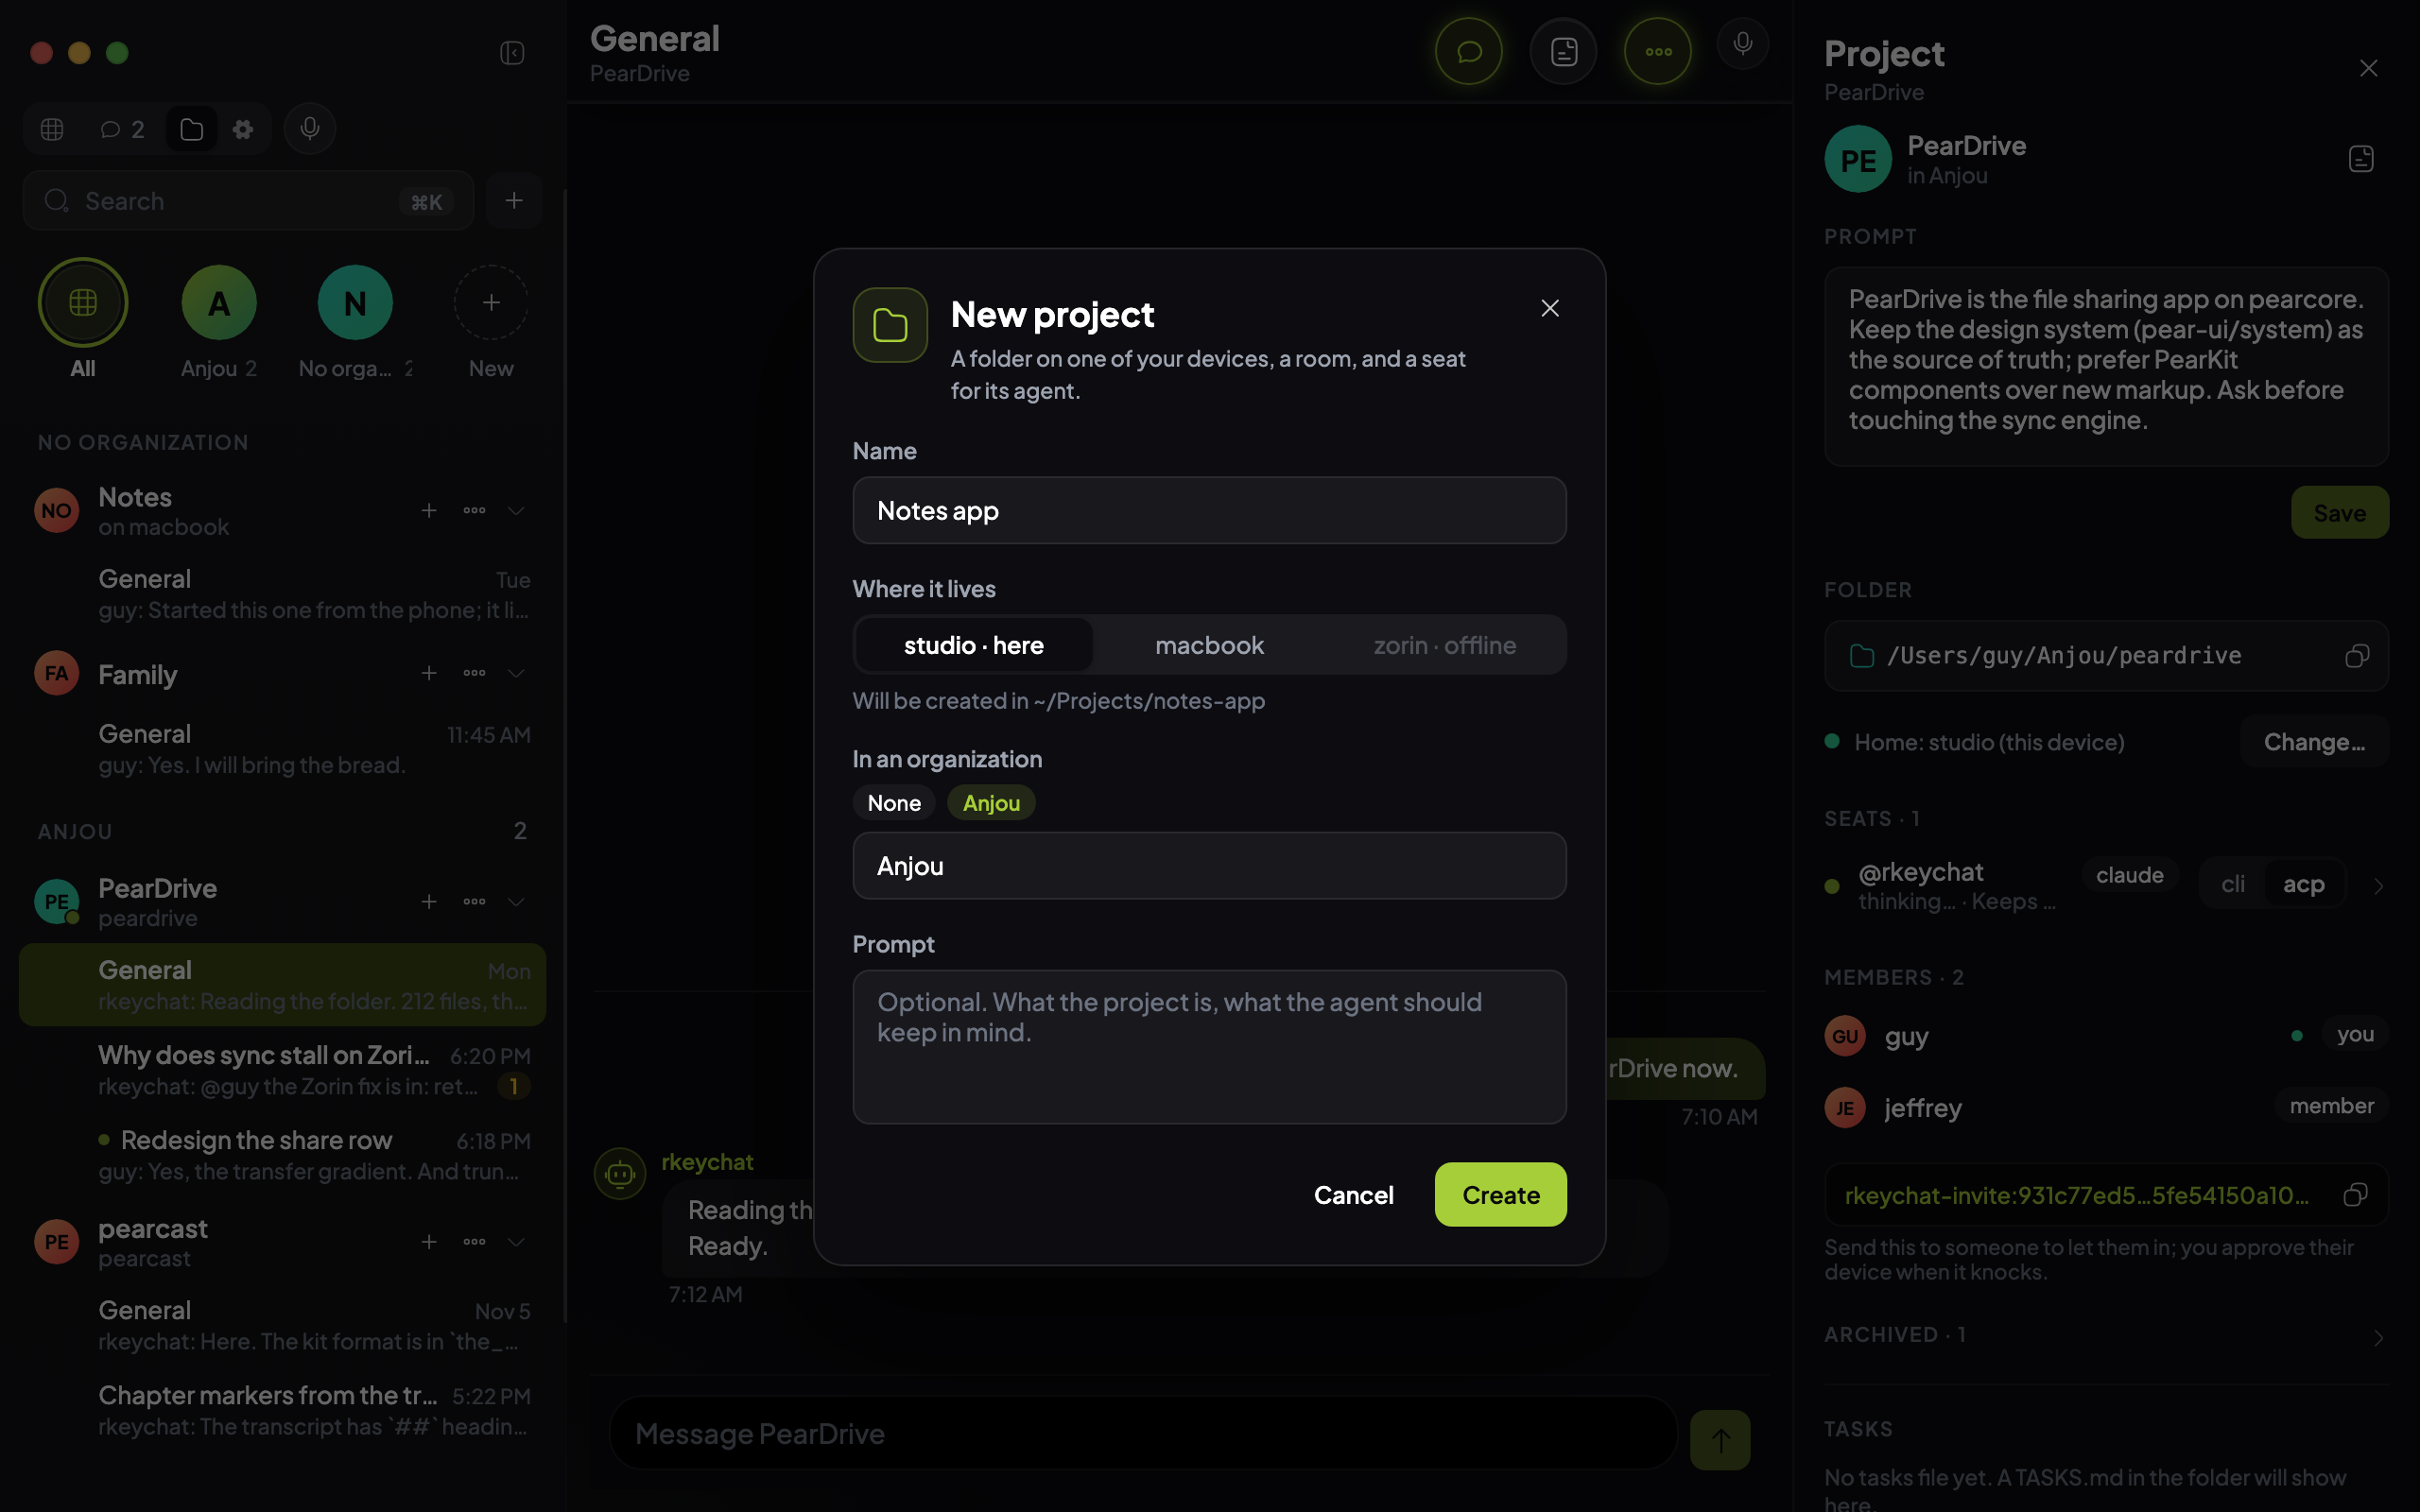 2
Search
⌘K
All
A
Anjou 2
N
No orga... 2
New
NO ORGANIZATION
NO
Notes
on macbook
General
Tue
guy: Started this one from the phone; it li...
FA
Family
General
11:45 AM
guy: Yes. I will bring the bread.
ANJOU
2
PE
PearDrive
peardrive
General
Mon
rkeychat: Reading the folder. 212 files, th...
Why does sync stall on Zori...
6:20 PM
rkeychat: @guy the Zorin fix is in: ret...
1
Redesign the share row
6:18 PM
guy: Yes, the transfer gradient. And trun...
PE
pearcast
pearcast
General
Nov 5
rkeychat: Here. The kit format is in `the_...
Chapter markers from the tr...
5:22 PM
rkeychat: The transcript has `##` headin...
General
PearDrive
rDrive now.
7:10 AM
rkeychat
Reading th
Ready.
7:12 AM
Message PearDrive
New project
A folder on one of your devices, a room, and a seat
for its agent.
Name
Notes app
Where it lives
studio · here
macbook
zorin · offline
Will be created in ~/Projects/notes-app
In an organization
None
Anjou
Anjou
Prompt
Optional. What the project is, what the agent should
keep in mind.
Cancel
Create
Project
PearDrive
PE
PearDrive
in Anjou
PROMPT
PearDrive is the file sharing app on pearcore.
Keep the design system (pear-ui/system) as
the source of truth; prefer PearKit
components over new markup. Ask before
touching the sync engine.
Save
FOLDER
/Users/guy/Anjou/peardrive
Home: studio (this device)
Change...
SEATS · 1
@rkeychat
thinking... · Keeps ...
claude
cli
acp
MEMBERS · 2
GU
guy
you
JE
jeffrey
member
rkeychat-invite:931c77ed5...5fe54150a10...
Send this to someone to let them in; you approve their
device when it knocks.
ARCHIVED · 1
TASKS
No tasks file yet. A TASKS.md in the folder will show
here.